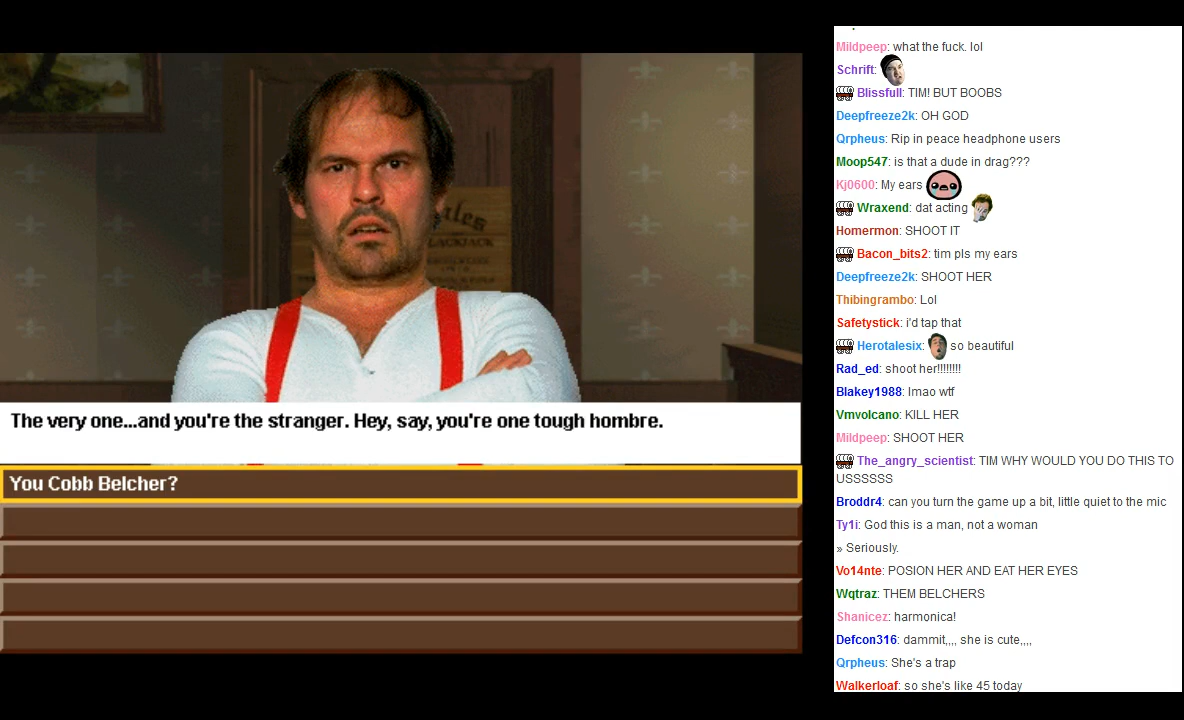 ales
BLACKJACK
The very one...and you're the stranger. Hey, say, you're one tough hombre.
You Cobb Belcher?
Mildpeep: what the fuck. lol
Schrift:
Blissfull: TIM! BUT BOOBS
Deepfreeze2k: OH GOD
Qrpheus: Rip in peace headphone users
Moop547: is that a dude in drag???
Kj0600: My ears
Wraxend: dat acting
Homermon: SHOOT IT
Bacon_bits2: tim pls my ears
Deepfreeze2k: SHOOT HER
Thibingrambo: Lol
Safetystick: i'd tap that
Herotalesix: so beautiful
Rad_ed: shoot her!!!!!!!!
Blakey1988: lmao wtf
Vmvolcano: KILL HER
Mildpeep: SHOOT HER
The_angry_scientist: TIM WHY WOULD YOU DO THIS TO
USSSSSS
Broddr4: can you turn the game up a bit, little quiet to the mic
Ty1i: God this is a man, not a woman
» Seriously.
Vo14nte: POSION HER AND EAT HER EYES
Wqtraz: THEM BELCHERS
Shanicez: harmonica!
Defcon316: dammit,,,, she is cute,,,,
Qrpheus: She's a trap
Walkerloaf: so she's like 45 today